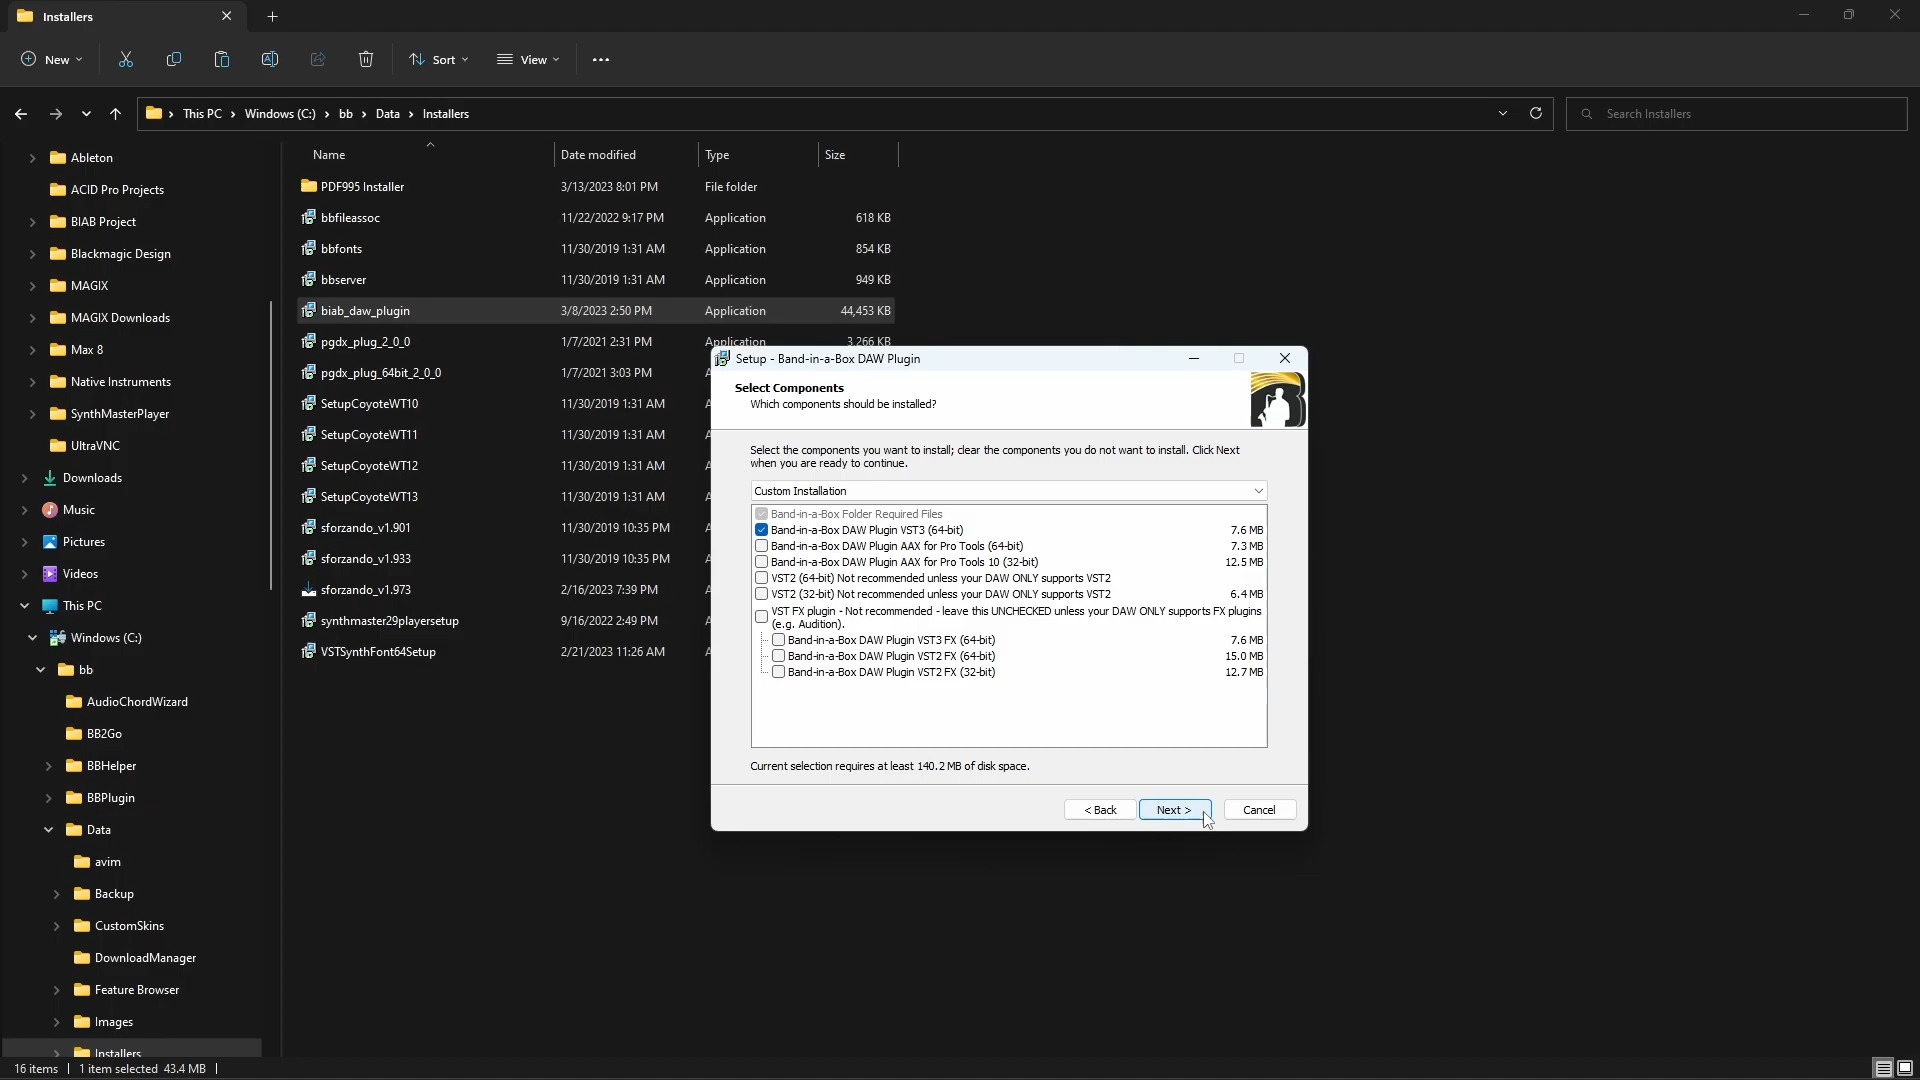 Installers
New
Sort
View
This PC > Windows (C:) > bb > Data > Installers
Search Installers
Ableton
ACID Pro Projects
BIAB Project
Blackmagic Design
MAGIX
MAGIX Downloads
Max 8
Native Instruments
SynthMasterPlayer
UltraVNC
Downloads
Music
Pictures
Videos
This PC
Windows (C:)
bb
AudioChordWizard
BB2Go
BBHelper
BBPlugin
Data
avim
Backup
CustomSkins
DownloadManager
Feature Browser
Images
Installers
Name Date modified Type Size
PDF995 Installer 3/13/2023 8:01 PM File folder
bbfileassoc 11/22/2022 9:17 PM Application 618 KB
bbfonts 11/30/2019 1:31 AM Application 854 KB
bbserver 11/30/2019 1:31 AM Application 949 KB
biab_daw_plugin 3/8/2023 2:50 PM Application 44,453 KB
pgdx_plug_2_0_0 1/7/2021 2:31 PM Application 3,266 KB
pgdx_plug_64bit_2_0_0 1/7/2021 3:03 PM
SetupCoyoteWT10 11/30/2019 1:31 AM
SetupCoyoteWT11 11/30/2019 1:31 AM
SetupCoyoteWT12 11/30/2019 1:31 AM
SetupCoyoteWT13 11/30/2019 1:31 AM
sforzando_v1.901 11/30/2019 10:35 PM
sforzando_v1.933 11/30/2019 10:35 PM
sforzando_v1.973 2/16/2023 7:39 PM
synthmaster29playersetup 9/16/2022 2:49 PM
VSTSynthFont64Setup 2/21/2023 11:26 AM
Setup - Band-in-a-Box DAW Plugin
Select Components
Which components should be installed?
Select the components you want to install; clear the components you do not want to install. Click Next
when you are ready to continue.
Custom Installation
Band-in-a-Box Folder Required Files
Band-in-a-Box DAW Plugin VST3 (64-bit) 7.6 MB
Band-in-a-Box DAW Plugin AAX for Pro Tools (64-bit) 7.3 MB
Band-in-a-Box DAW Plugin AAX for Pro Tools 10 (32-bit) 12.5 MB
VST2 (64-bit) Not recommended unless your DAW ONLY supports VST2
VST2 (32-bit) Not recommended unless your DAW ONLY supports VST2 6.4 MB
VST FX plugin - Not recommended - leave this UNCHECKED unless your DAW ONLY supports FX plugins
(e.g. Audition).
Band-in-a-Box DAW Plugin VST3 FX (64-bit) 7.6 MB
Band-in-a-Box DAW Plugin VST2 FX (64-bit) 15.0 MB
Band-in-a-Box DAW Plugin VST2 FX (32-bit) 12.7 MB
Current selection requires at least 140.2 MB of disk space.
< Back Next > Cancel
16 items 1 item selected 43.4 MB